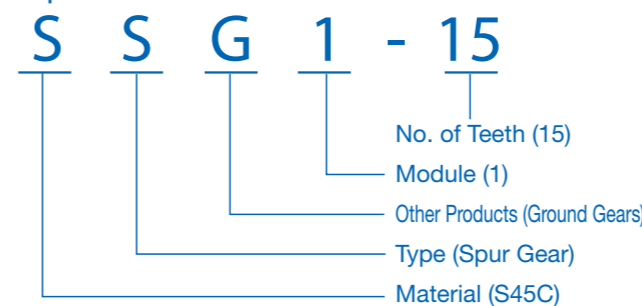 S S G 1 - 15
No. of Teeth (15)
Module (1)
Other Products (Ground Gears)
Type (Spur Gear)
Material (S45C)